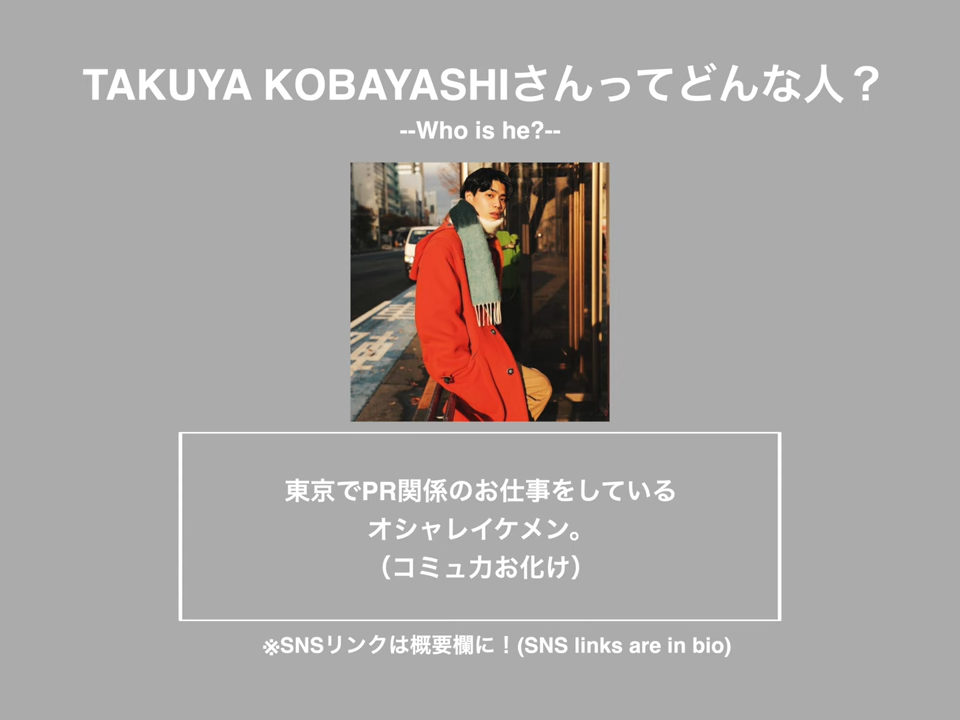 TAKUYA KOBAYASHIさんってどんな人？
--Who is he?--
東京でPR関係のお仕事をしている
オシャレイケメン。
（コミュ力お化け）
※SNSリンクは概要欄に！(SNS links are in bio)